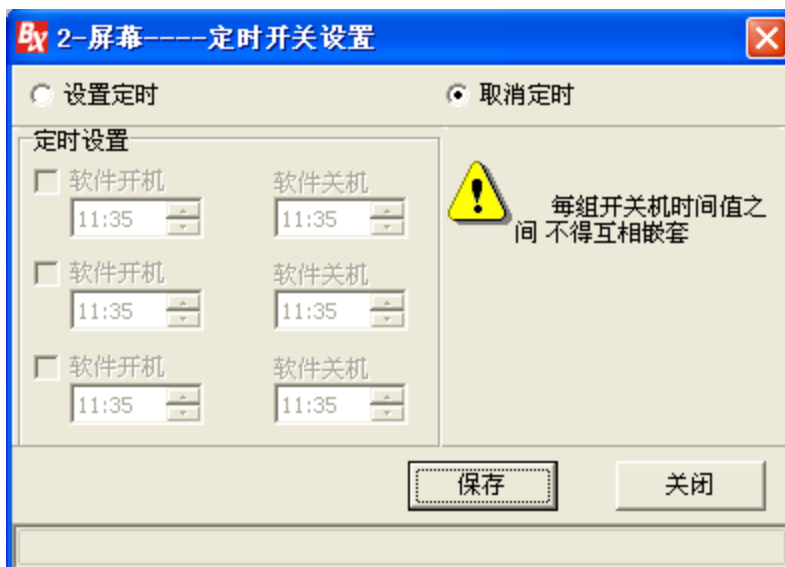 BX 2-屏幕----定时开关设置
设置定时 取消定时
定时设置
软件开机 软件关机
11:35 11:35
软件开机 软件关机
11:35 11:35
软件开机 软件关机
11:35 11:35
每组开关机时间值之
间 不得互相嵌套
保存 关闭